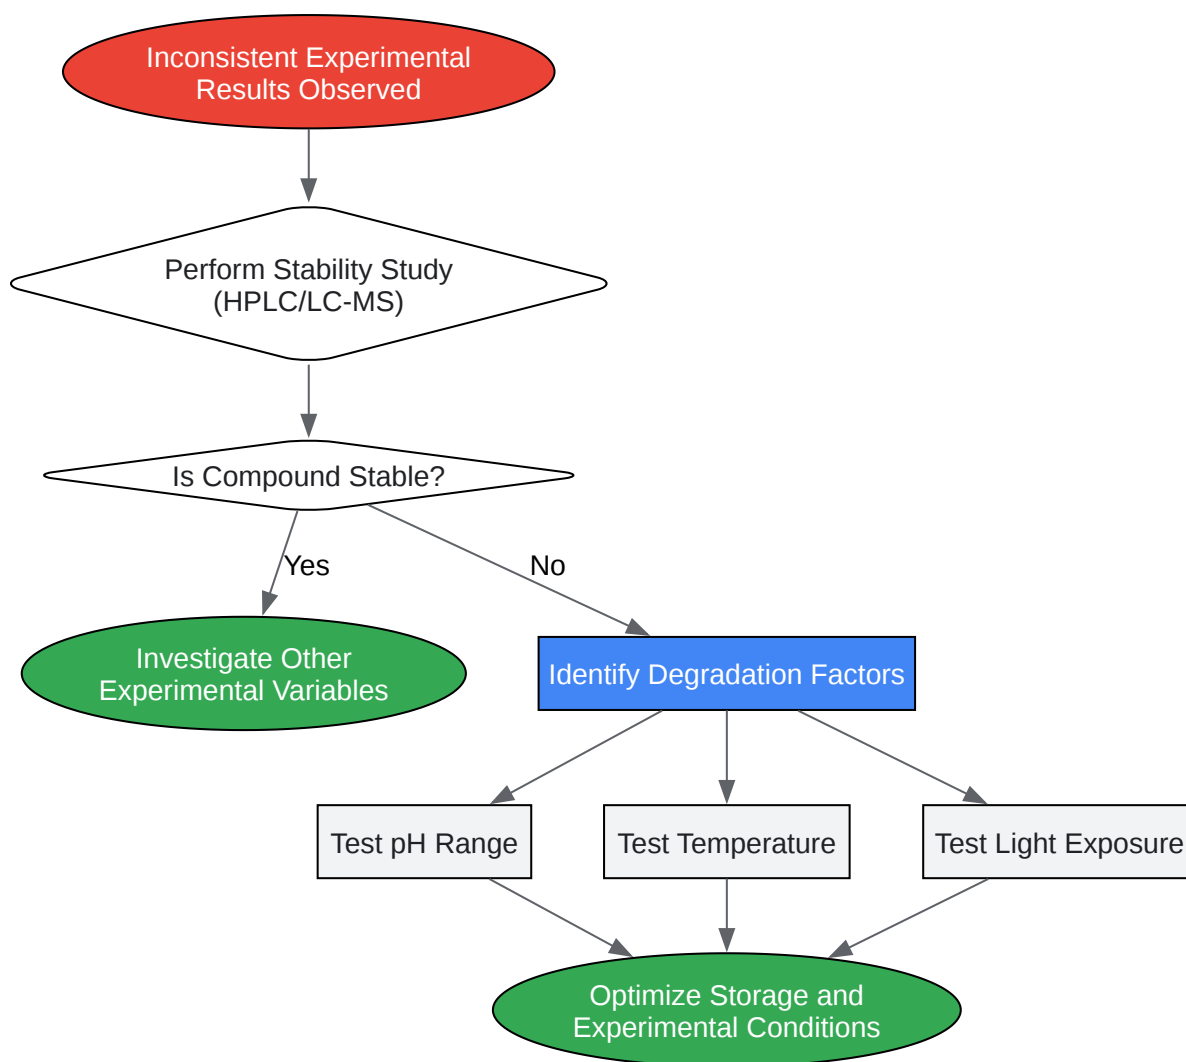 Inconsistent Experimental
Results Observed
Perform Stability Study
(HPLC/LC-MS)
Is Compound Stable?
Yes
No
Investigate Other
Experimental Variables
Identify Degradation Factors
Test pH Range
Test Temperature
Test Light Exposure
Optimize Storage and
Experimental Conditions